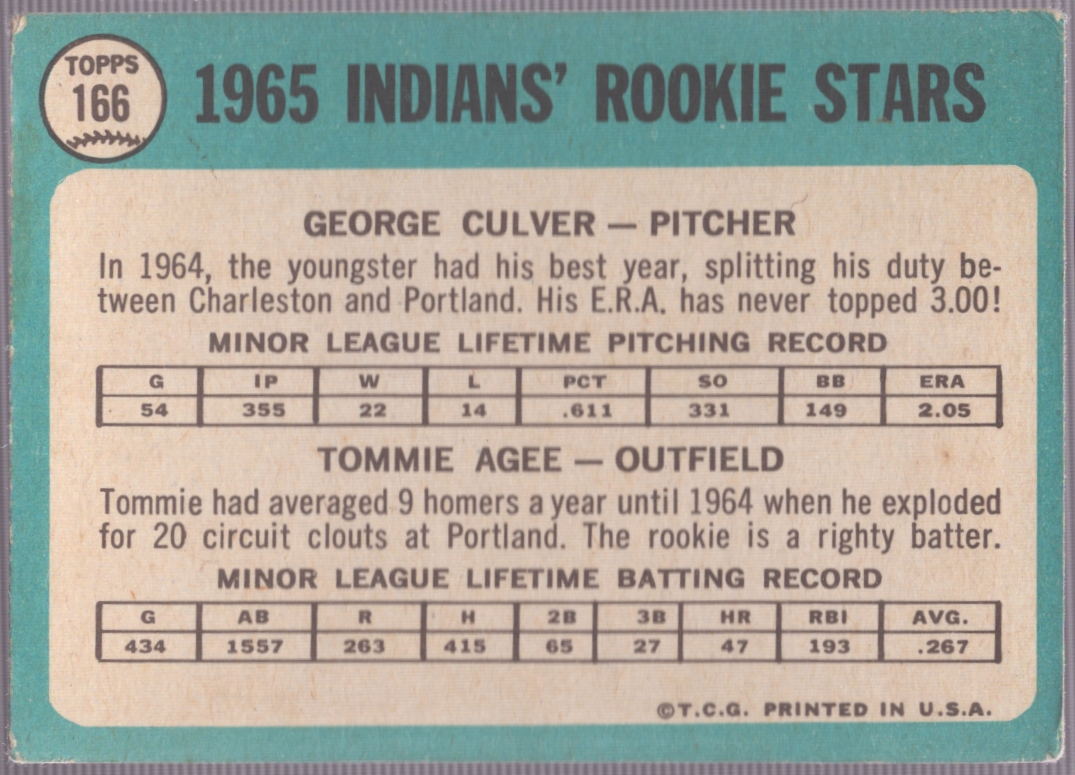 TOPPS
166
1965 INDIANS' ROOKIE STARS
GEORGE CULVER — PITCHER
In 1964, the youngster had his best year, splitting his duty be-
tween Charleston and Portland. His E.R.A. has never topped 3.00!
MINOR LEAGUE LIFETIME PITCHING RECORD
G IP W L PCT SO BB ERA
54 355 22 14 .611 331 149 2.05
TOMMIE AGEE — OUTFIELD
Tommie had averaged 9 homers a year until 1964 when he exploded
for 20 circuit clouts at Portland. The rookie is a righty batter.
MINOR LEAGUE LIFETIME BATTING RECORD
G AB R H 2B 3B HR RBI AVG.
434 1557 263 415 65 27 47 193 .267
©T.C.G. PRINTED IN U.S.A.